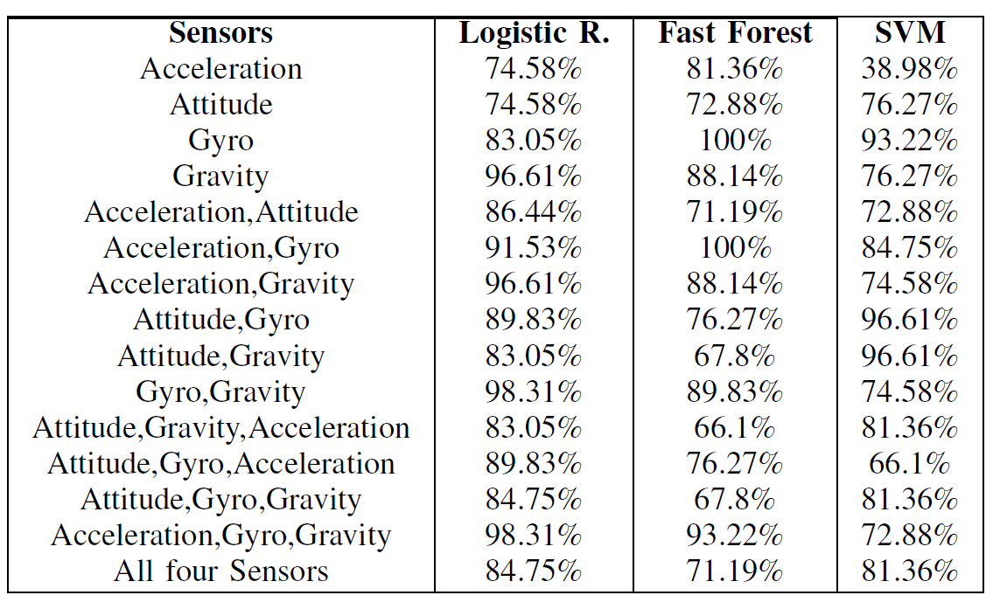 Sensors Logistic R. Fast Forest SVM
Acceleration 74.58% 81.36% 38.98%
Attitude 74.58% 72.88% 76.27%
Gyro 83.05% 100% 93.22%
Gravity 96.61% 88.14% 76.27%
Acceleration,Attitude 86.44% 71.19% 72.88%
Acceleration,Gyro 91.53% 100% 84.75%
Acceleration,Gravity 96.61% 88.14% 74.58%
Attitude,Gyro 89.83% 76.27% 96.61%
Attitude,Gravity 83.05% 67.8% 96.61%
Gyro,Gravity 98.31% 89.83% 74.58%
Attitude,Gravity,Acceleration 83.05% 66.1% 81.36%
Attitude,Gyro,Acceleration 89.83% 76.27% 66.1%
Attitude,Gyro,Gravity 84.75% 67.8% 81.36%
Acceleration,Gyro,Gravity 98.31% 93.22% 72.88%
All four Sensors 84.75% 71.19% 81.36%